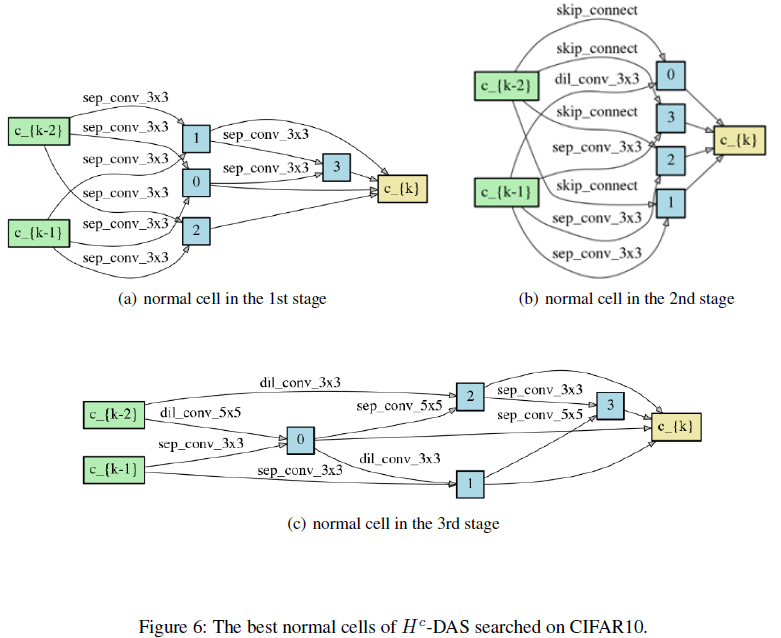 skip_connect
skip_connect
c_{k-2}
0
dil_conv_3x3
sep_conv_3x3
skip_connect
3
c_{k-2}
sep_conv_3x3
1
sep_conv_3x3
c_{k}
sep_conv_3x3
sep_conv_3x3
2
sep_conv_3x3
3
0
c_{k}
c_{k-1}
skip_connect
1
sep_conv_3x3
sep_conv_3x3
c_{k-1}
2
sep_conv_3x3
sep_conv_3x3
sep_conv_3x3
(a) normal cell in the 1st stage
(b) normal cell in the 2nd stage
dil_conv_3x3
2
sep_conv_3x3
c_{k-2}
dil_conv_5x5
sep_conv_5x5
3
sep_conv_5x5
c_{k}
0
sep_conv_3x3
dil_conv_3x3
c_{k-1}
sep_conv_3x3
1
(c) normal cell in the 3rd stage
Figure 6: The best normal cells of H^c-DAS searched on CIFAR10.